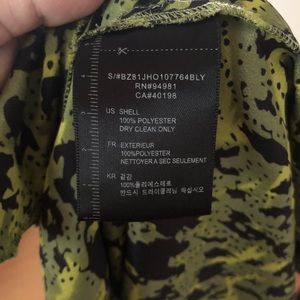 S/#BZ81JHO107764BLY
RN#94981
CA#40198
US SHELL
100% POLYESTER
DRY CLEAN ONLY
FR EXTERIEUR
100%POLYESTER
NETTOYER A SEC SEULEMENT
KR 겉감
100%폴리에스테르
반드시 드라이클리닝 하십시오